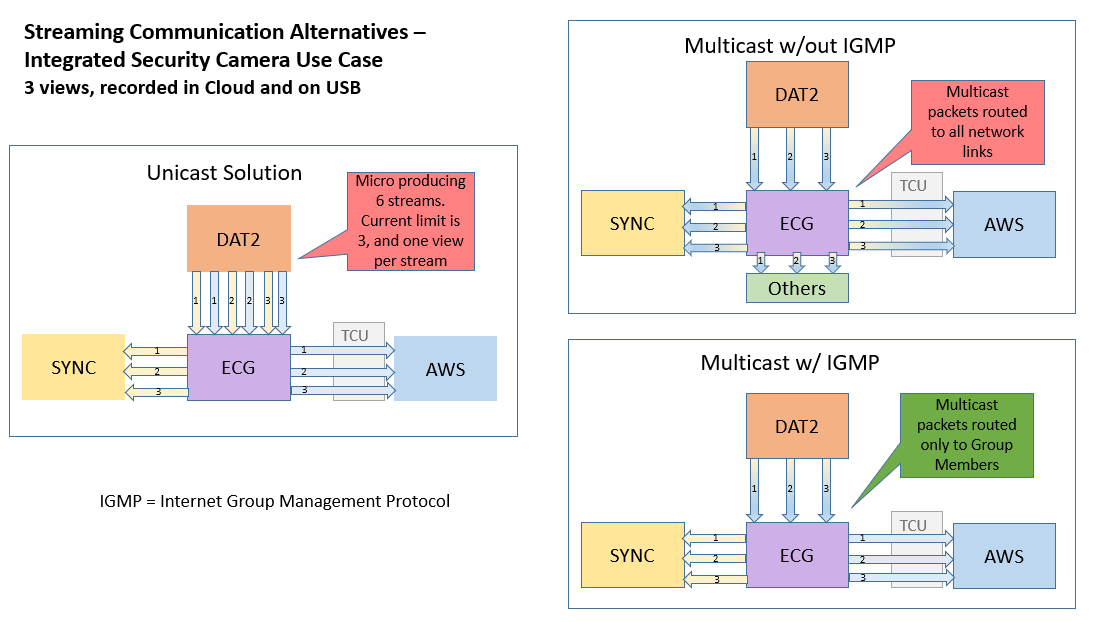 Streaming Communication Alternatives –
Integrated Security Camera Use Case
3 views, recorded in Cloud and on USB
Unicast Solution
Micro producing
6 streams.
Current limit is
3, and one view
per stream
DAT2
1 1 2 2 3 3
TCU
SYNC
1
2
3
ECG
1
2
3
AWS
IGMP = Internet Group Management Protocol
Multicast w/out IGMP
DAT2
Multicast
packets routed
to all network
links
1 2 3
TCU
SYNC
1
2
3
ECG
1
2
3
AWS
1 2 3
Others
Multicast w/ IGMP
DAT2
Multicast
packets routed
only to Group
Members
1 2 3
TCU
SYNC
1
2
3
ECG
1
2
3
AWS